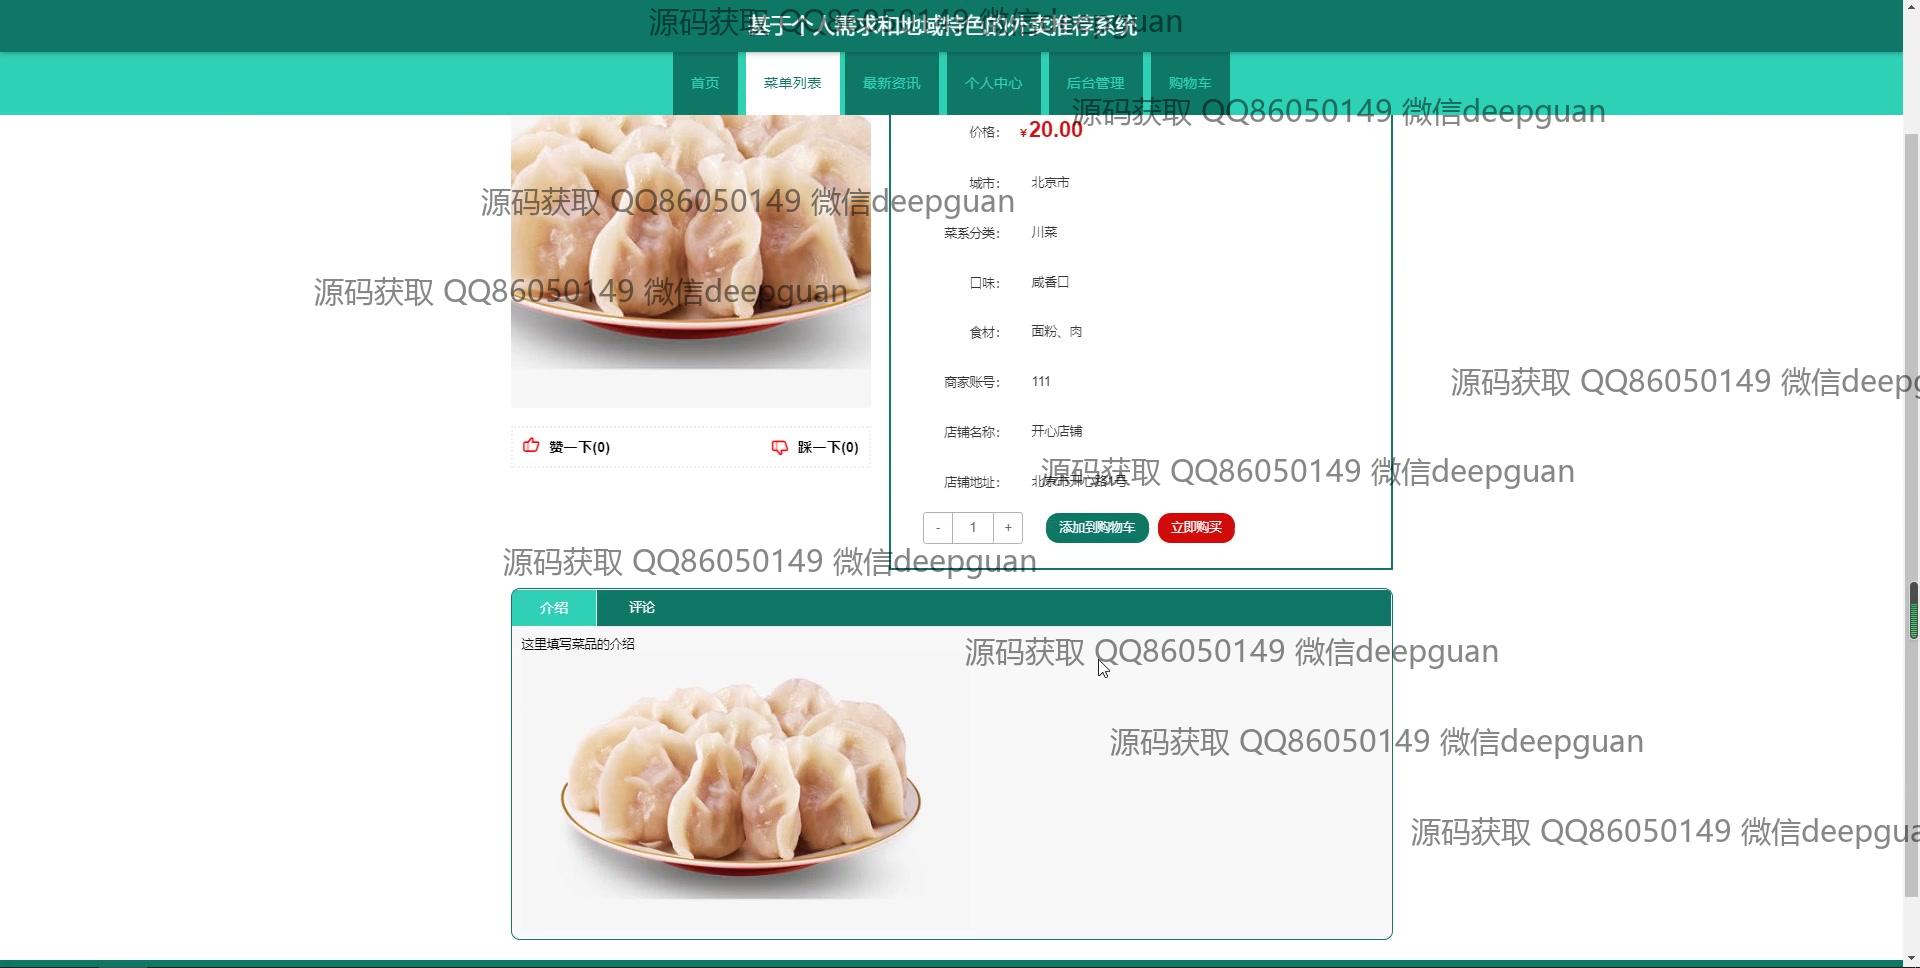 基于个人需求和地域特色的外卖推荐系统
源码获取 QQ86050149 微信deepguan
首页 菜单列表 最新资讯 个人中心 后台管理 购物车
源码获取 QQ86050149 微信deepguan
价格： ¥20.00
城市： 北京市
源码获取 QQ86050149 微信deepguan
菜系分类： 川菜
口味： 咸香口
源码获取 QQ86050149 微信deepguan
食材： 面粉、肉
商家账号： 111
源码获取 QQ86050149 微信deepg
店铺名称： 开心店铺
赞一下(0) 踩一下(0)
源码获取 QQ86050149 微信deepguan
店铺地址： 北京市开心路1号
- 1 + 添加到购物车 立即购买
源码获取 QQ86050149 微信deepguan
介绍 评论
这里填写菜品的介绍
源码获取 QQ86050149 微信deepguan
源码获取 QQ86050149 微信deepguan
源码获取 QQ86050149 微信deepgua